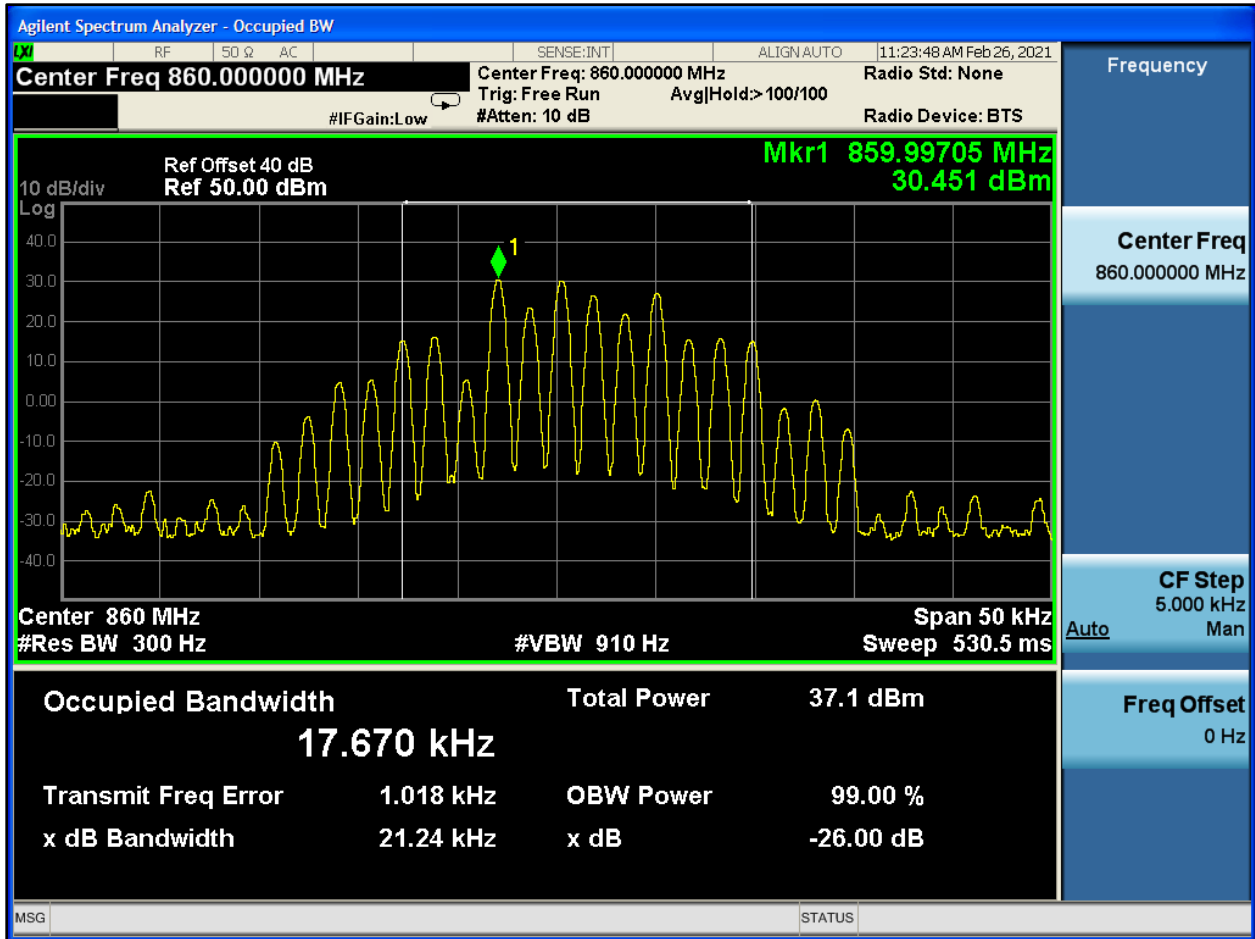 Agilent Spectrum Analyzer - Occupied BW
LXI RF 50 Ω AC SENSE:INT ALIGN AUTO 11:23:48 AM Feb 26, 2021
Center Freq 860.000000 MHz
#IFGain:Low
Center Freq: 860.000000 MHz
Trig: Free Run Avg|Hold:>100/100
#Atten: 10 dB
Radio Std: None
Radio Device: BTS
Mkr1 859.99705 MHz
30.451 dBm
Ref Offset 40 dB
10 dB/div Ref 50.00 dBm
Log
40.0
30.0
20.0
10.0
0.00
-10.0
-20.0
-30.0
-40.0
1
Center 860 MHz Span 50 kHz
#Res BW 300 Hz #VBW 910 Hz Sweep 530.5 ms
Occupied Bandwidth Total Power 37.1 dBm
17.670 kHz
Transmit Freq Error 1.018 kHz OBW Power 99.00 %
x dB Bandwidth 21.24 kHz x dB -26.00 dB
MSG STATUS
Frequency
Center Freq
860.000000 MHz
CF Step
5.000 kHz
Auto Man
Freq Offset
0 Hz